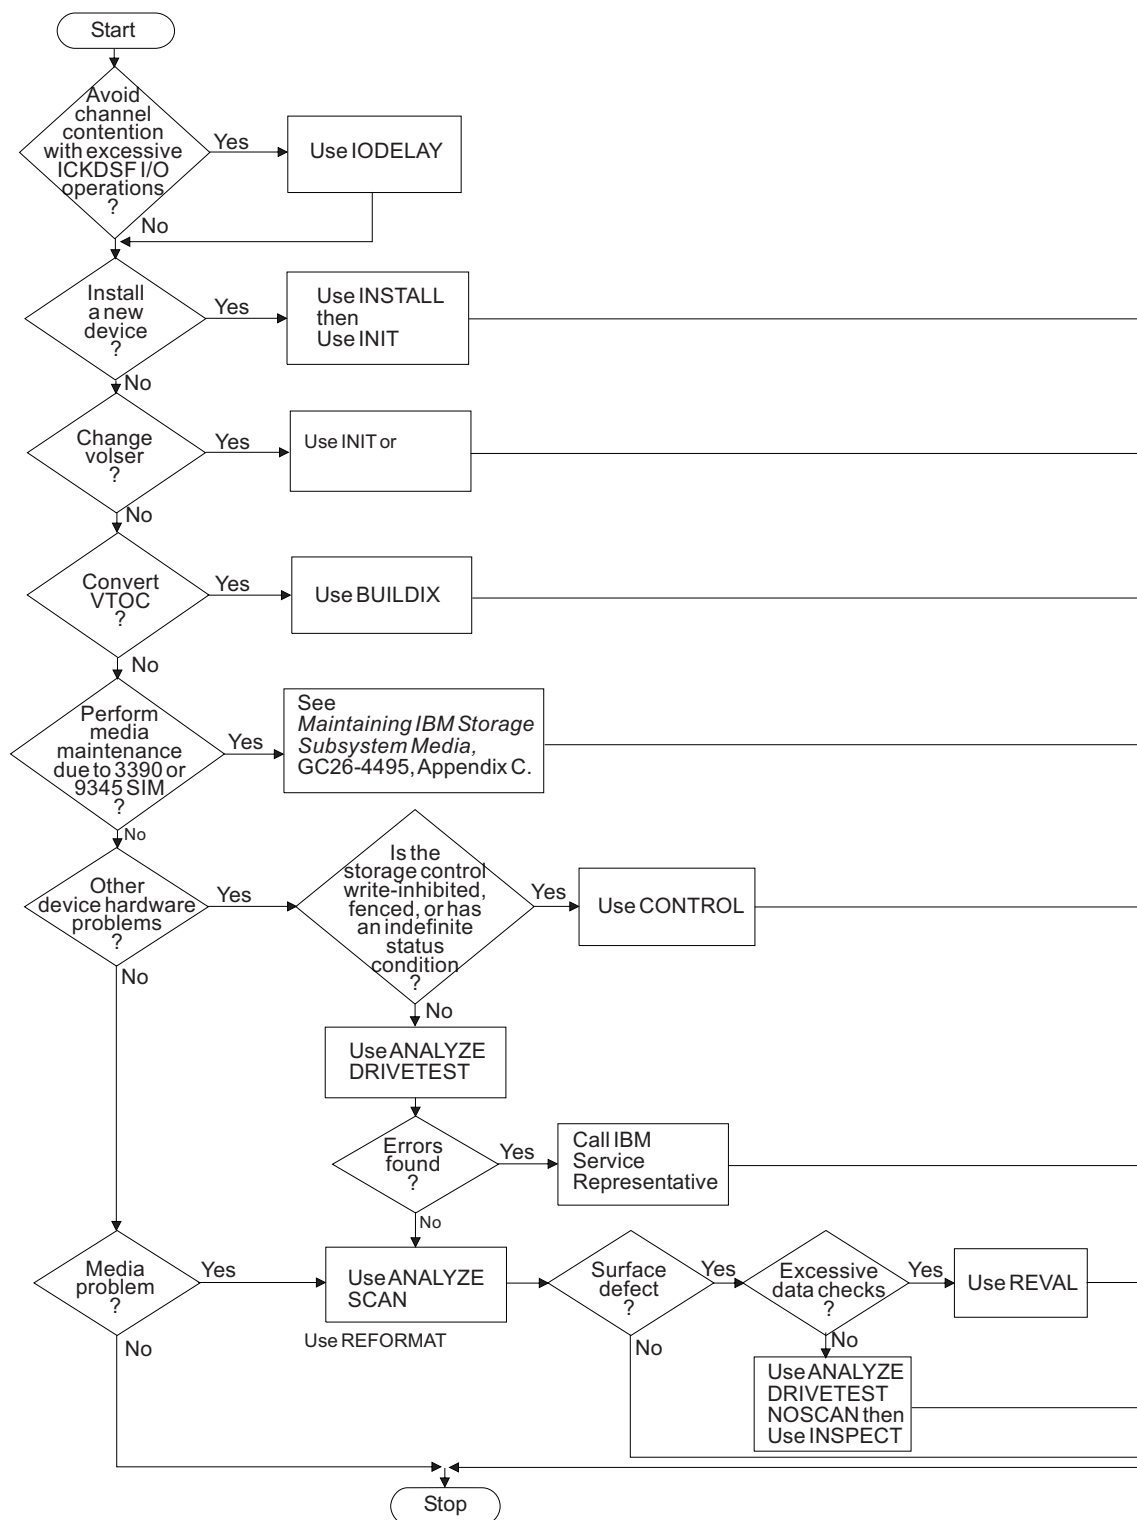 Start
Avoid
channel
contention
with excessive
ICKDSF I/O
operations
?
Yes
Use IODELAY
No
Install
a new
device
?
Yes
Use INSTALL
then
Use INIT
No
Change
volser
?
Yes
Use INIT or
No
Convert
VTOC
?
Yes
Use BUILDIX
No
Perform
media
maintenance
due to 3390 or
9345 SIM
?
Yes
See
Maintaining IBM Storage
Subsystem Media,
GC26-4495, Appendix C.
No
Other
device hardware
problems
?
Yes
Is the
storage control
write-inhibited,
fenced, or has
an indefinite
status
condition
?
Yes
Use CONTROL
No
No
Use ANALYZE
DRIVETEST
Errors
found
?
Yes
Call IBM
Service
Representative
No
Media
problem
?
Yes
Use ANALYZE
SCAN
Use REFORMAT
Surface
defect
?
Yes
Excessive
data checks
?
Yes
Use REVAL
No
No
No
Use ANALYZE
DRIVETEST
NOSCAN then
Use INSPECT
Stop